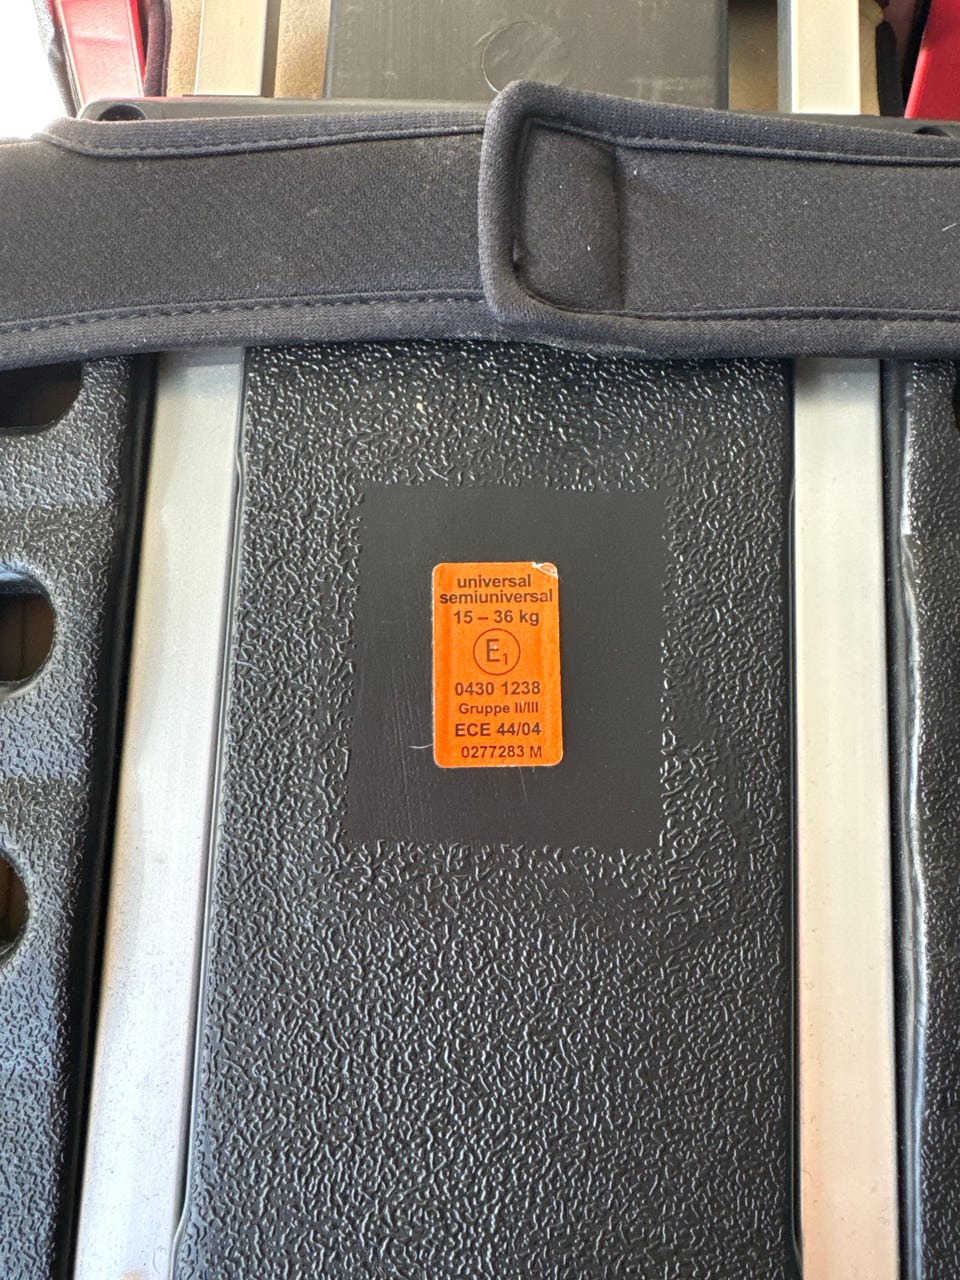 universal
semiuniversal
15 – 36 kg
E1
0430 1238
Gruppe II/III
ECE 44/04
0277283 M